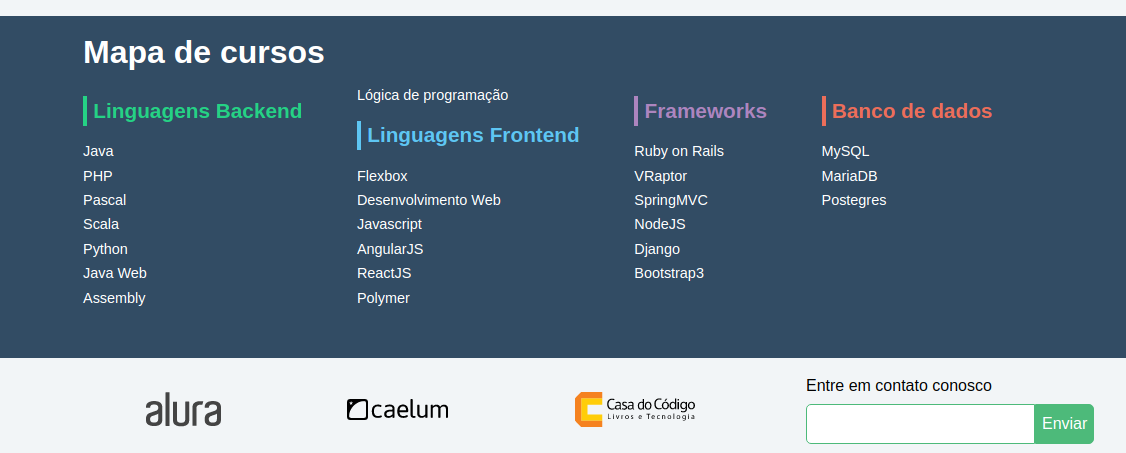 Mapa de cursos
Linguagens Backend
Java
PHP
Pascal
Scala
Python
Java Web
Assembly
Lógica de programação
Linguagens Frontend
Flexbox
Desenvolvimento Web
Javascript
AngularJS
ReactJS
Polymer
Frameworks
Ruby on Rails
VRaptor
SpringMVC
NodeJS
Django
Bootstrap3
Banco de dados
MySQL
MariaDB
Postegres
alura
caelum
Casa do Código
Livros e Tecnologia
Entre em contato conosco
Enviar